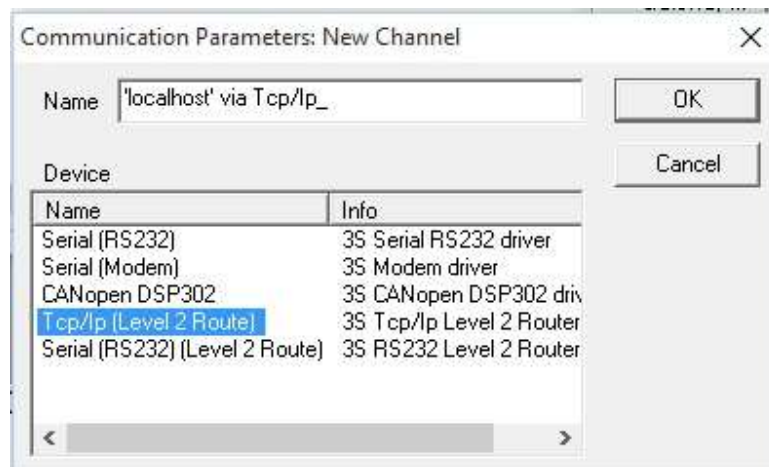 Communication Parameters: New Channel
Name 'localhost' via Tcp/Ip_ OK
Device Cancel
Name Info
Serial (RS232) 3S Serial RS232 driver
Serial (Modem) 3S Modem driver
CANopen DSP302 3S CANopen DSP302 driv
Tcp/Ip (Level 2 Route) 3S Tcp/Ip Level 2 Router
Serial (RS232) (Level 2 Route) 3S RS232 Level 2 Router